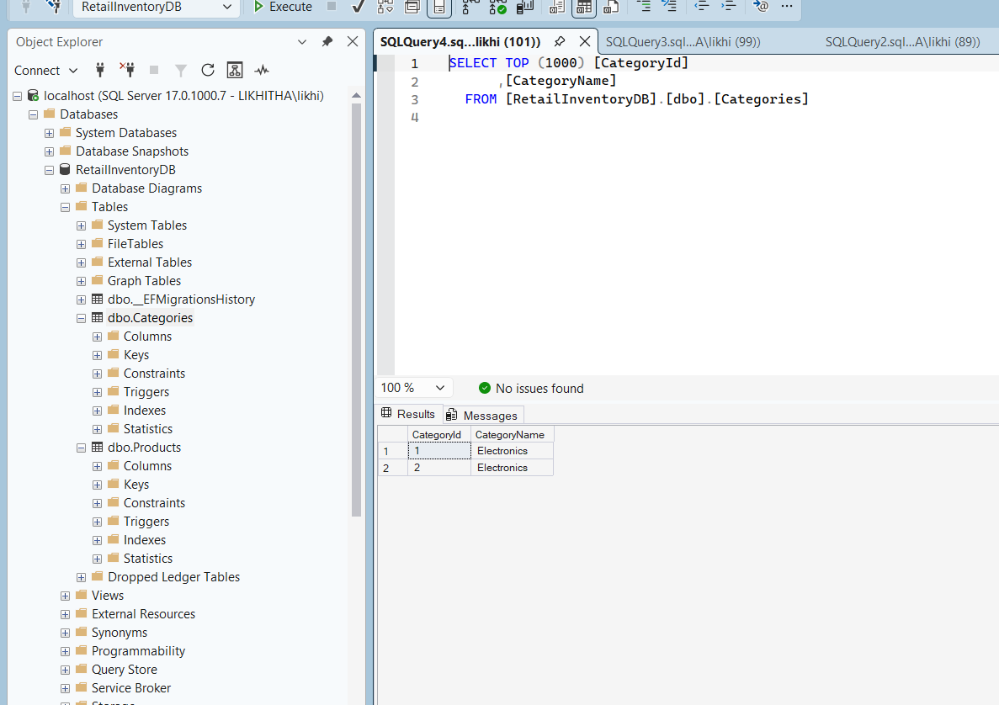 RetailInventoryDB Execute
Object Explorer
Connect
localhost (SQL Server 17.0.1000.7 - LIKHITHA\likhi)
Databases
System Databases
Database Snapshots
RetailInventoryDB
Database Diagrams
Tables
System Tables
FileTables
External Tables
Graph Tables
dbo.__EFMigrationsHistory
dbo.Categories
Columns
Keys
Constraints
Triggers
Indexes
Statistics
dbo.Products
Columns
Keys
Constraints
Triggers
Indexes
Statistics
Dropped Ledger Tables
Views
External Resources
Synonyms
Programmability
Query Store
Service Broker
Storage
SQLQuery4.sq...likhi (101)) SQLQuery3.sql...A\likhi (99)) SQLQuery2.sql...A\likhi (89))
1 SELECT TOP (1000) [CategoryId]
2 ,[CategoryName]
3 FROM [RetailInventoryDB].[dbo].[Categories]
4
100 % No issues found
Results Messages
CategoryId CategoryName
1 1 Electronics
2 2 Electronics